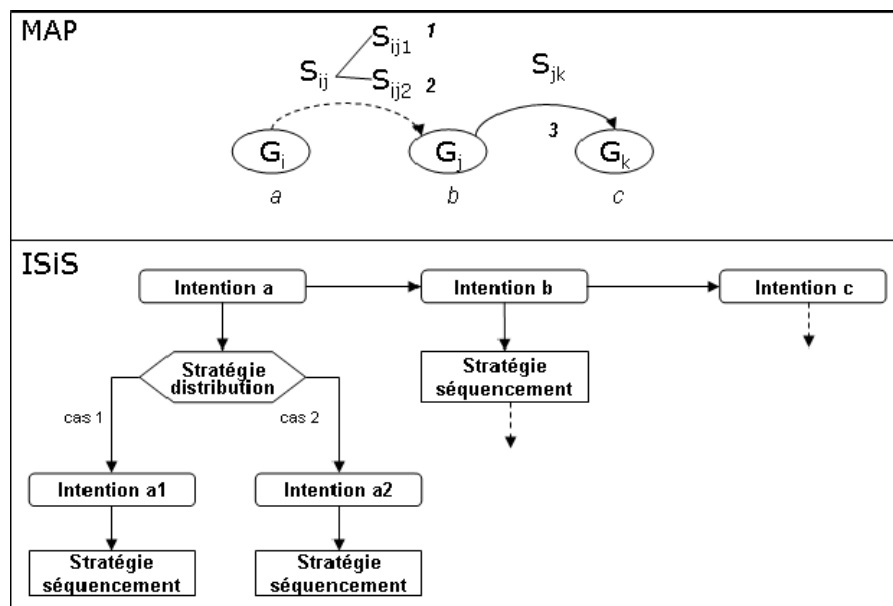 MAP
S_ij
S_ij1 1
S_ij2 2
S_jk
3
G_i
G_j
G_k
a
b
c
ISiS
Intention a
Intention b
Intention c
Stratégie
distribution
Stratégie
séquencement
cas 1
cas 2
Intention a1
Intention a2
Stratégie
séquencement
Stratégie
séquencement